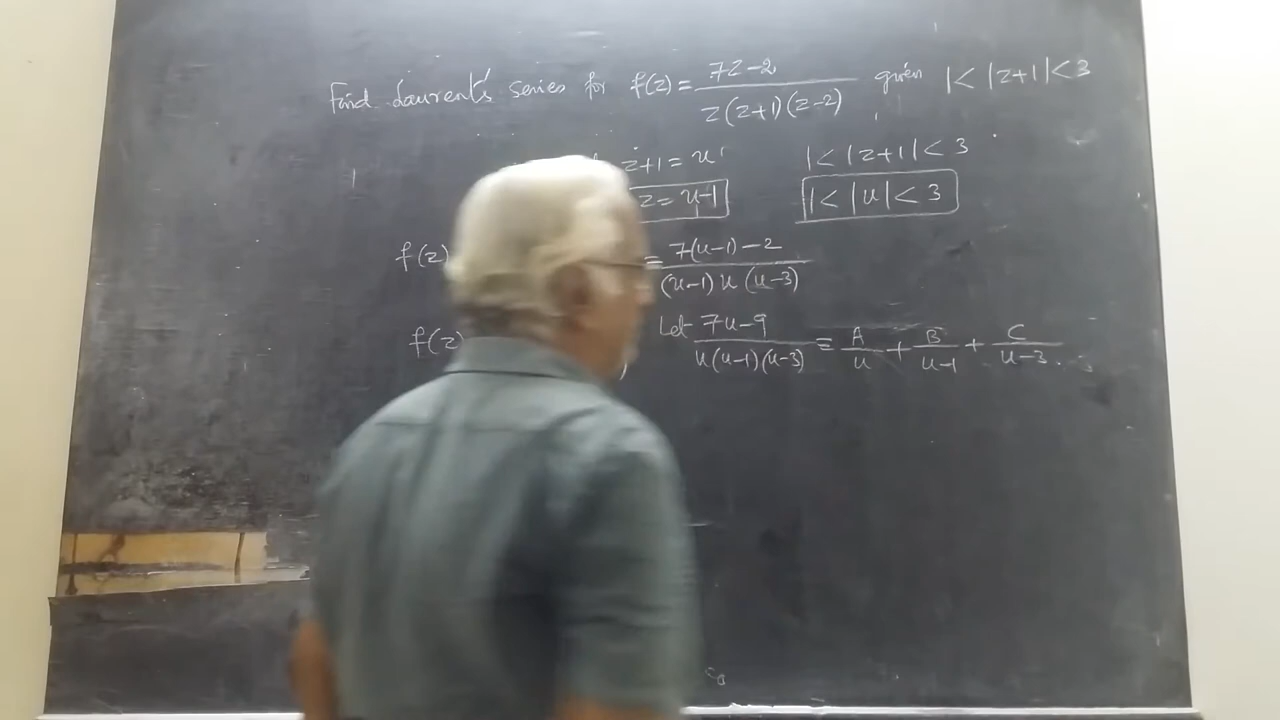 Find Laurent's series for f(z) = 7z-2 / z(z+1)(z-2) given 1 < |z+1| < 3
z+1 = u 1 < |z+1| < 3
z = u-1 1 < |u| < 3
f(z) = 7(u-1)-2 / (u-1)u(u-3)
f(z) Let 7u-9 / u(u-1)(u-3) = A/u + B/u-1 + C/u-3